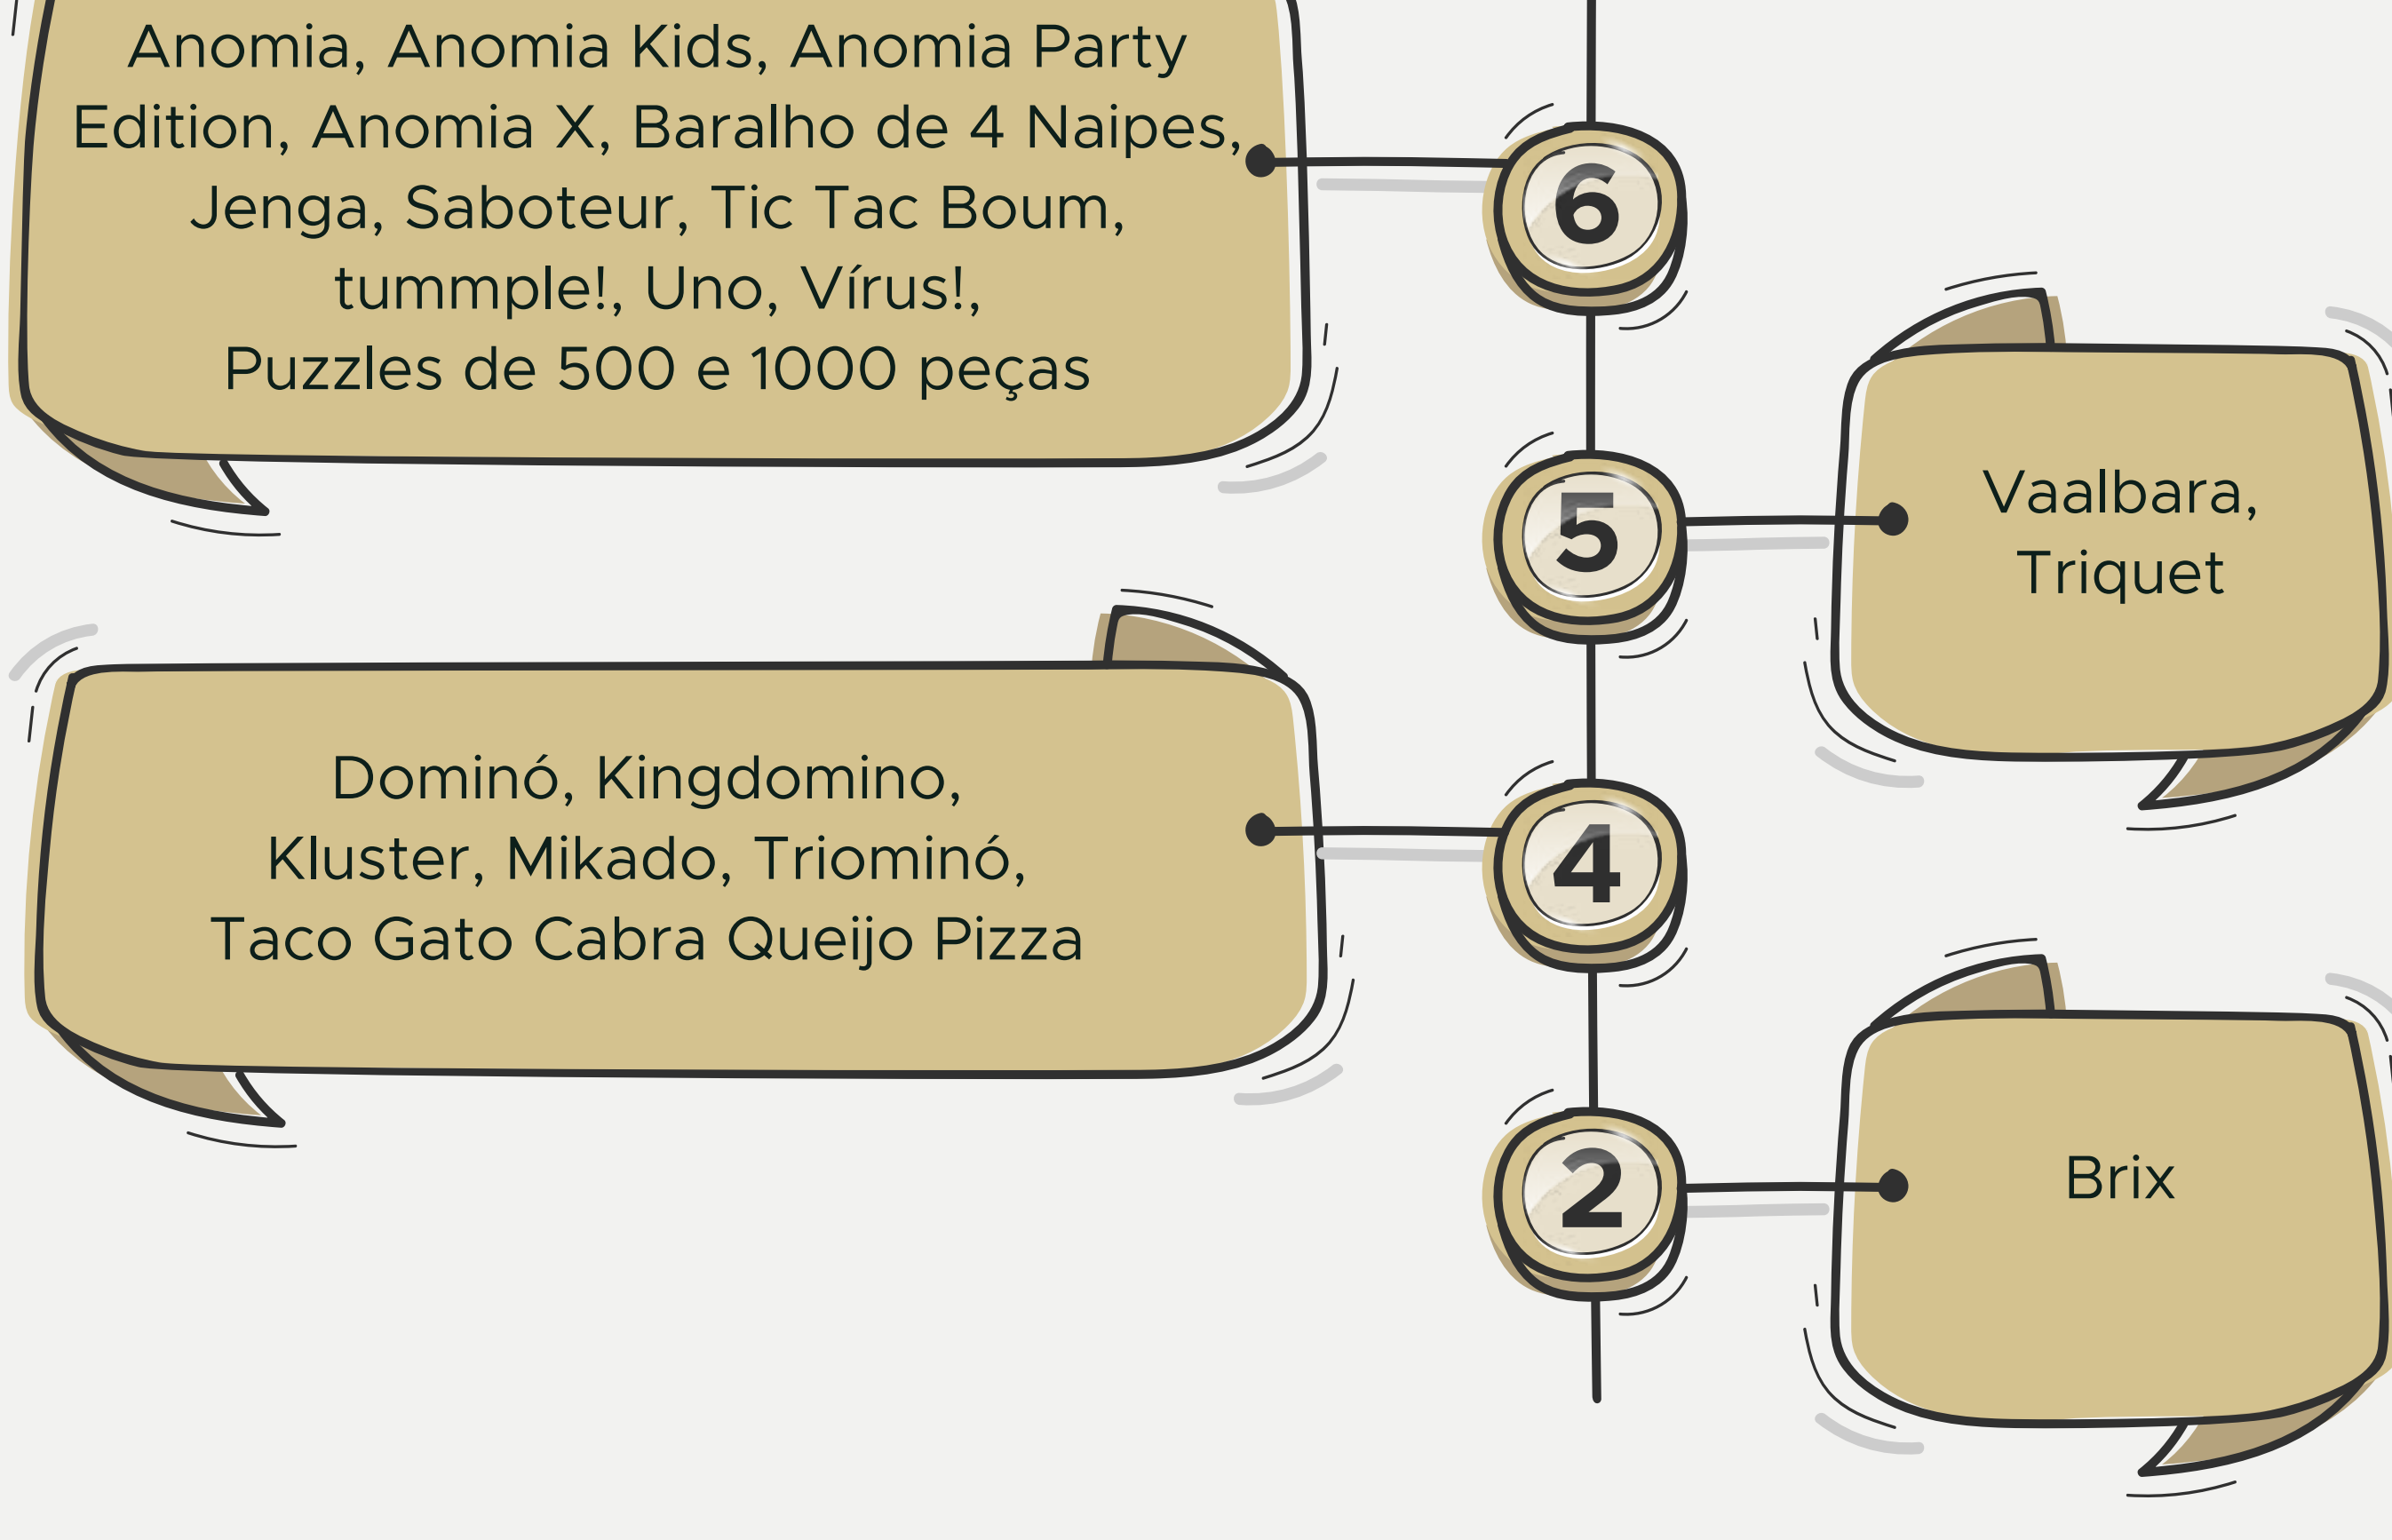 Anomia, Anomia Kids, Anomia Party
Edition, Anomia X, Baralho de 4 Naipes,
Jenga, Saboteur, Tic Tac Boum,
tummple!, Uno, Vírus!,
Puzzles de 500 e 1000 peças
6
5
Vaalbara,
Triquet
Dominó, Kingdomino,
Kluster, Mikado, Triominó,
Taco Gato Cabra Queijo Pizza
4
2
Brix